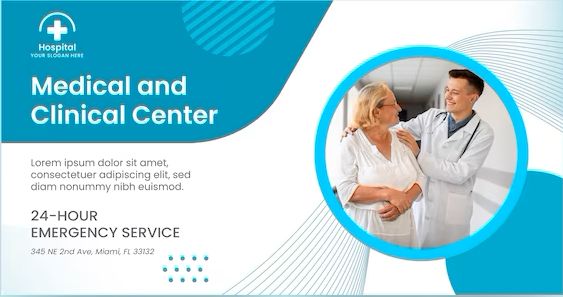 Hospital
YOUR SLOGAN HERE
Medical and
Clinical Center
Lorem ipsum dolor sit amet,
consectetuer adipiscing elit, sed
diam nonummy nibh euismod.
24-HOUR
EMERGENCY SERVICE
345 NE 2nd Ave, Miami, FL 33132